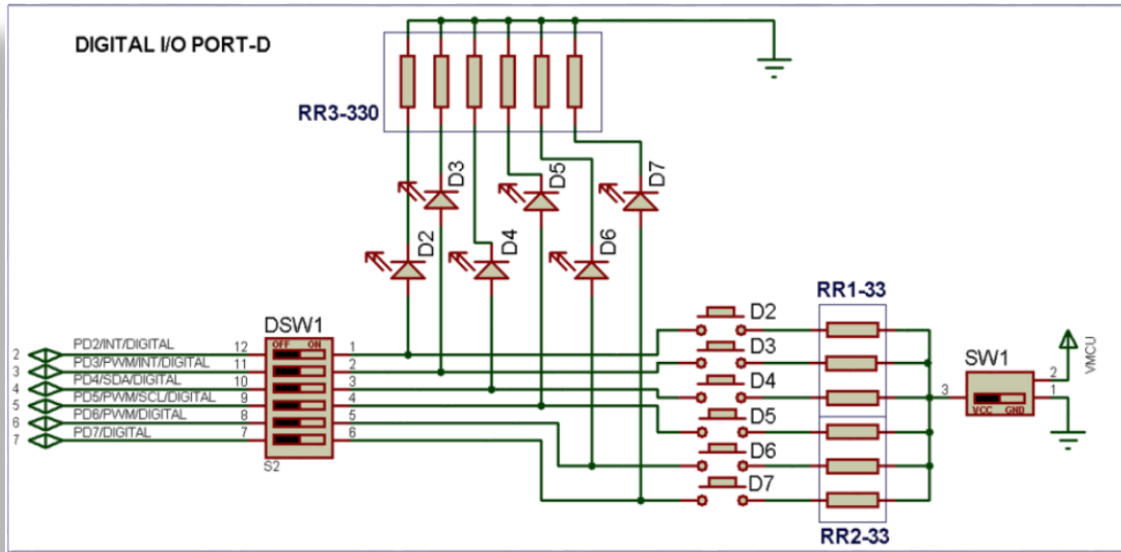 DIGITAL I/O PORT-D
RR3-330
D3
D5
D7
D2
D4
D6
DSW1
OFF ON
2 PD2/INT/DIGITAL 12 1
3 PD3/PWM/INT/DIGITAL 11 2
4 PD4/SDA/DIGITAL 10 3
5 PD5/PWM/SCL/DIGITAL 9 4
6 PD6/PWM/DIGITAL 8 5
7 PD7/DIGITAL 7 6
S2
D2
D3
D4
D5
D6
D7
RR1-33
RR2-33
SW1
3
2
1
VCC GND
VMCU